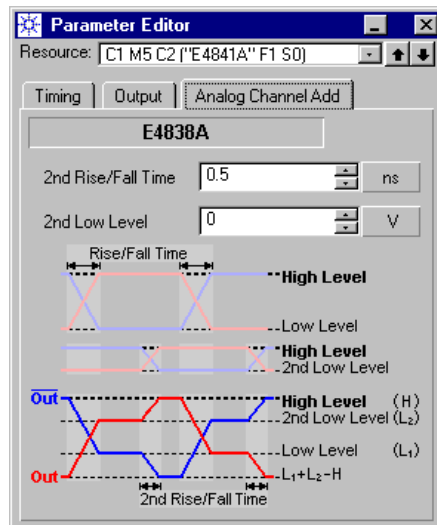 Parameter Editor
Resource: C1 M5 C2 ("E4841A" F1 S0)
Timing Output Analog Channel Add
E4838A
2nd Rise/Fall Time 0.5 ns
2nd Low Level 0 V
Rise/Fall Time
High Level
Low Level
High Level
2nd Low Level
Out High Level (H)
2nd Low Level (L₂)
Low Level (L₁)
Out L₁+L₂-H
2nd Rise/Fall Time